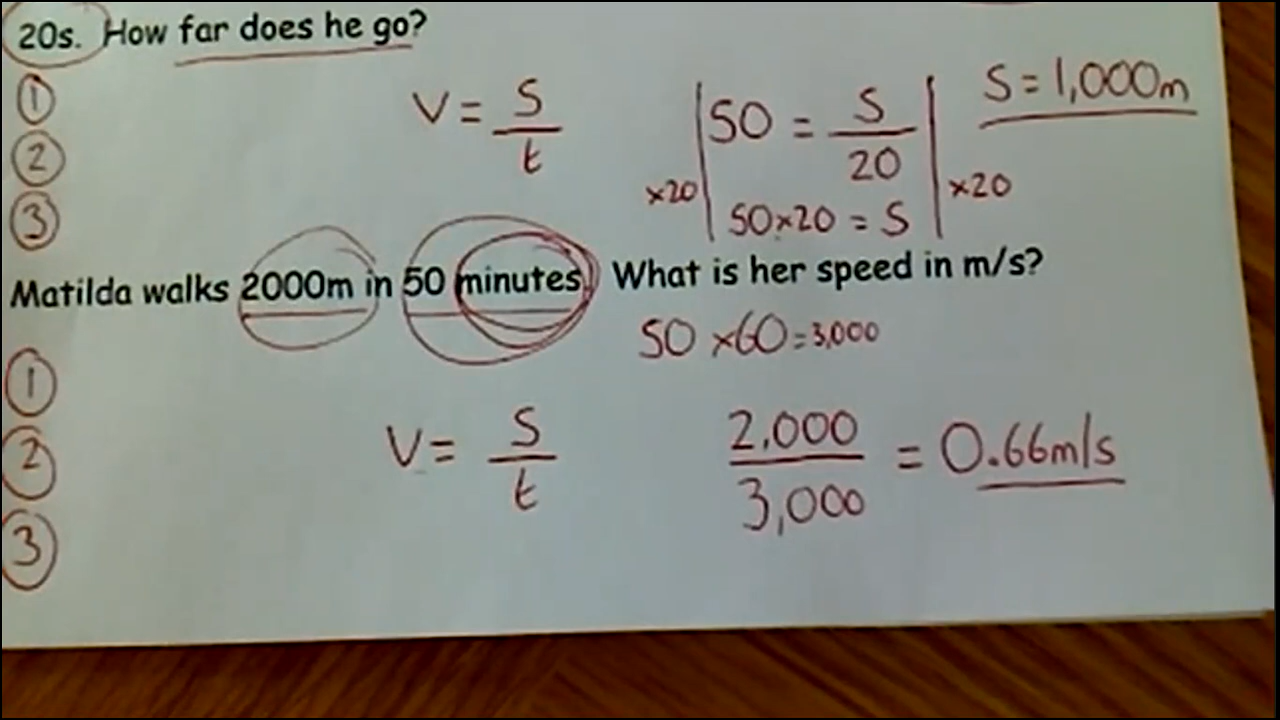 20s. How far does he go?
1
2
3
V = S / t
50 = S / 20
×20
×20
50×20 = S
S = 1,000m
Matilda walks 2000m in 50 minutes. What is her speed in m/s?
50 ×60 = 3,000
1
2
3
V = S / t
2,000 / 3,000 = 0.66m/s